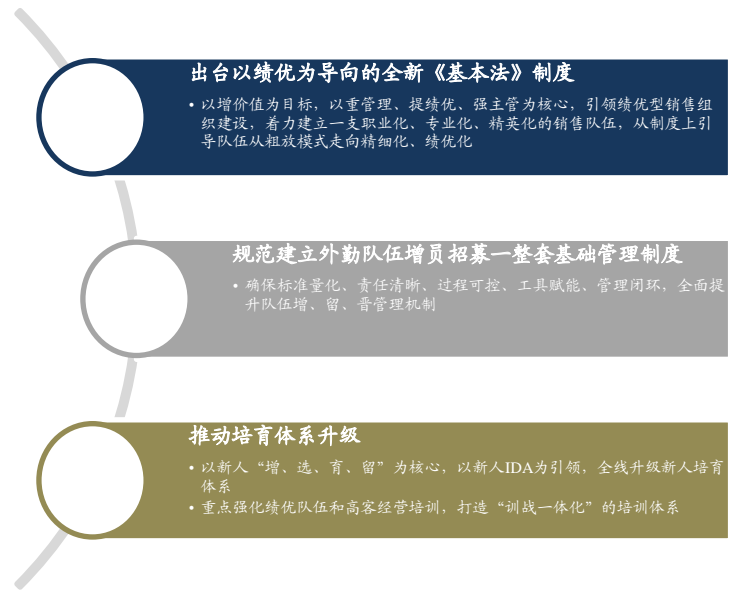 出台以绩优为导向的全新《基本法》制度
• 以增价值为目标，以重管理、提绩优、强主管为核心，引领绩优型销售组
织建设，着力建立一支职业化、专业化、精英化的销售队伍，从制度上引
导队伍从粗放模式走向精细化、绩优化
规范建立外勤队伍增员招募一整套基础管理制度
• 确保标准量化、责任清晰、过程可控、工具赋能、管理闭环，全面提
升队伍增、留、晋管理机制
推动培育体系升级
• 以新人“增、选、育、留”为核心，以新人IDA为引领，全线升级新人培育
体系
• 重点强化绩优队伍和高客经营培训，打造“训战一体化”的培训体系